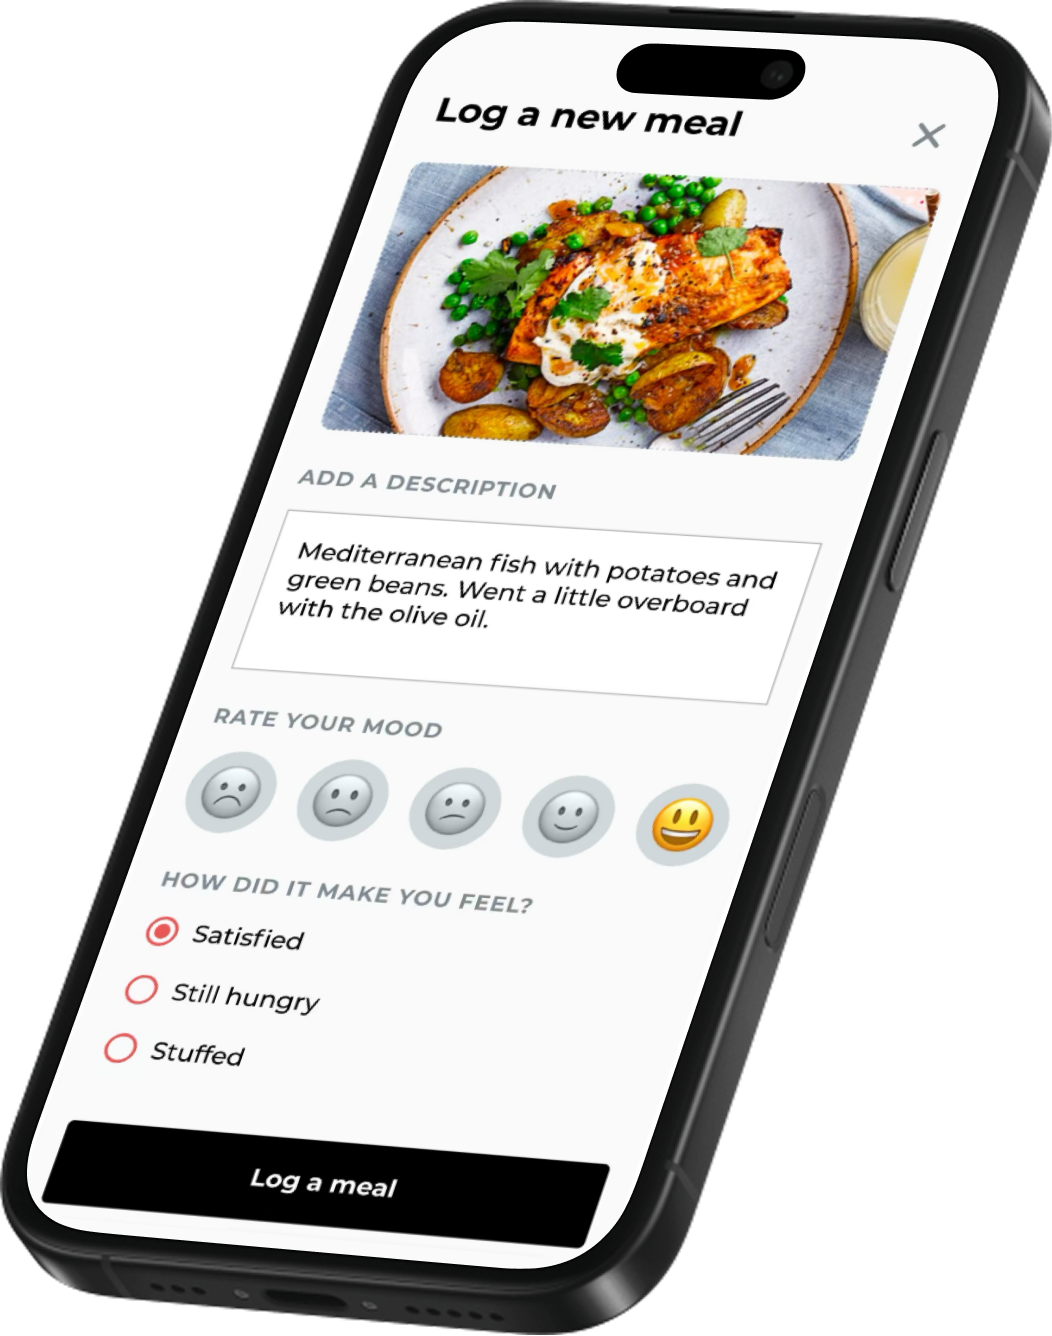 Log a new meal
ADD A DESCRIPTION
Mediterranean fish with potatoes and
green beans. Went a little overboard
with the olive oil.
RATE YOUR MOOD
HOW DID IT MAKE YOU FEEL?
Satisfied
Still hungry
Stuffed
Log a meal